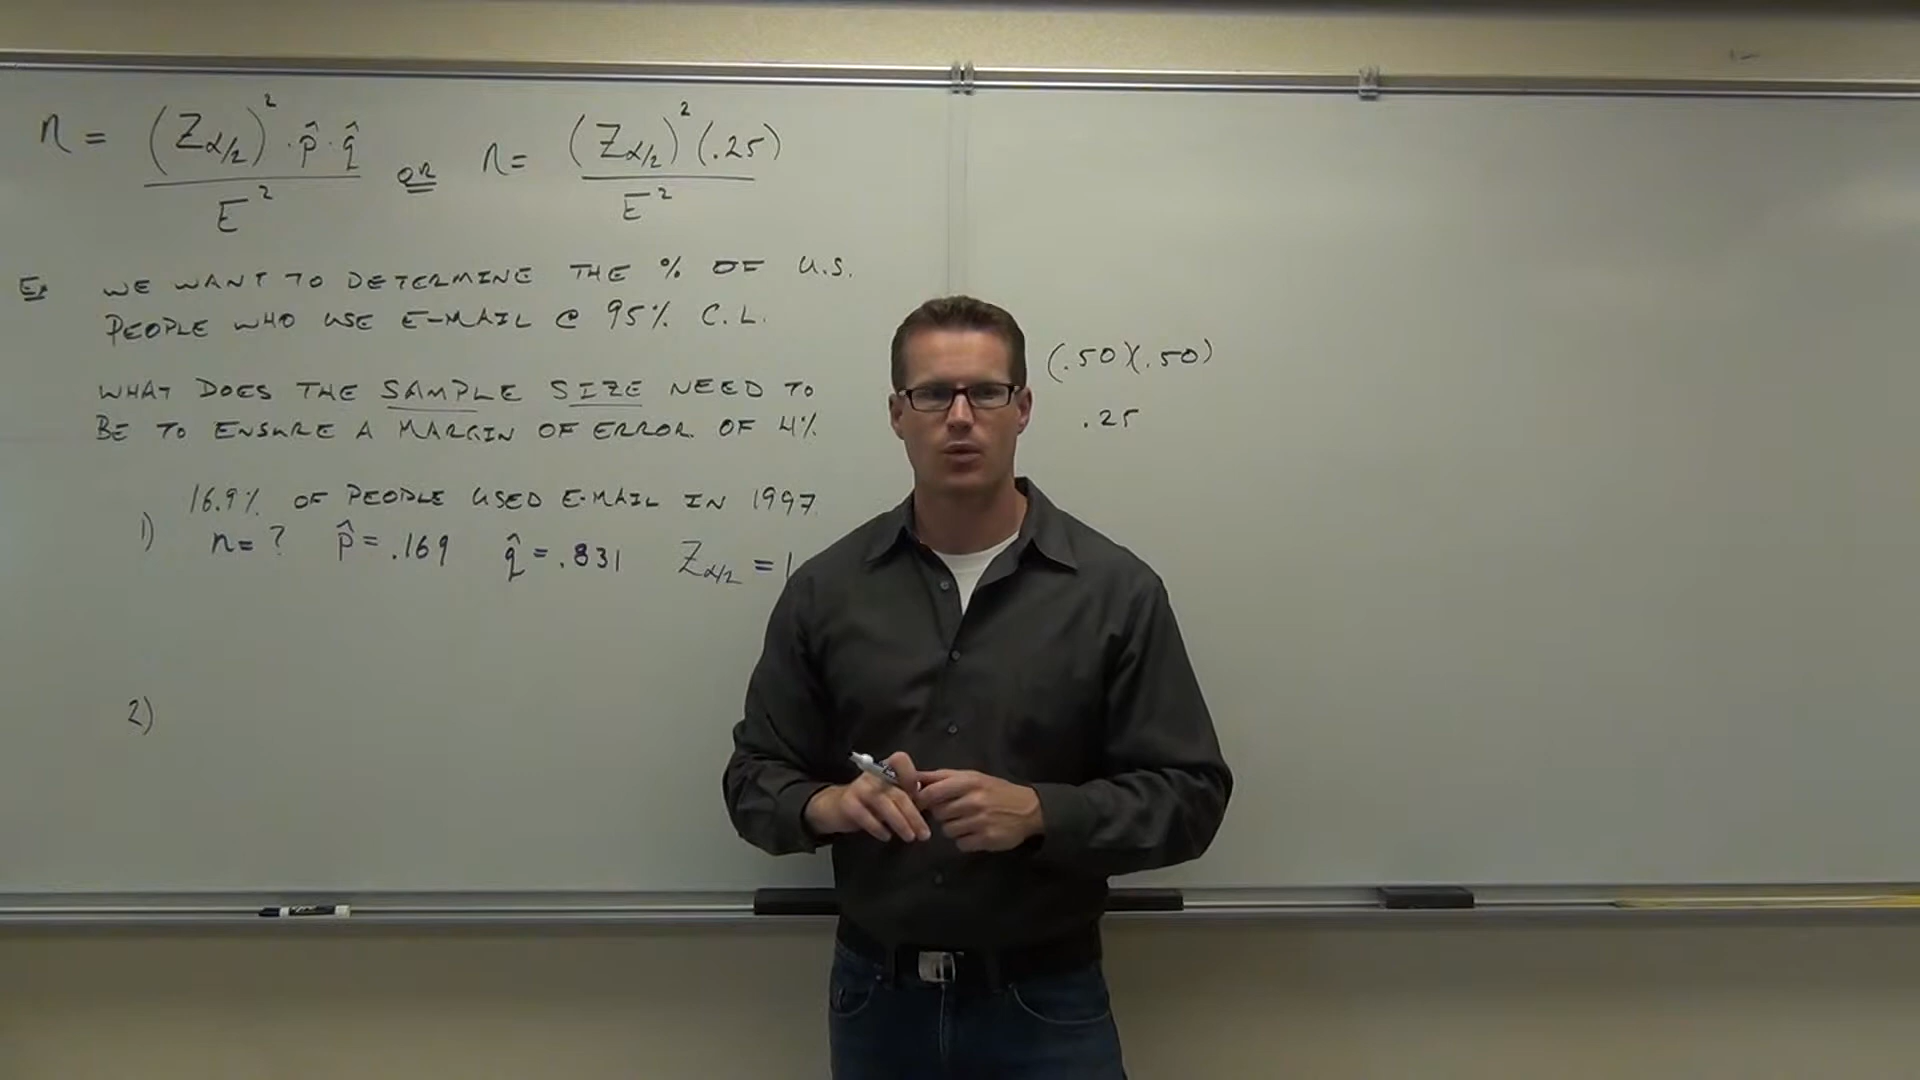 n = (Zα/2)² · p̂ · q̂ / E² or n = (Zα/2)² (.25) / E²
Ex WE WANT TO DETERMINE THE % OF U.S.
PEOPLE WHO USE E-MAIL @ 95% C.L.
WHAT DOES THE SAMPLE SIZE NEED TO
BE TO ENSURE A MARGIN OF ERROR OF 4%
1) 16.9% OF PEOPLE USED E-MAIL IN 1997
n = ? p̂ = .169 q̂ = .831 Zα/2 = 1
2)
(.50)(.50)
.25